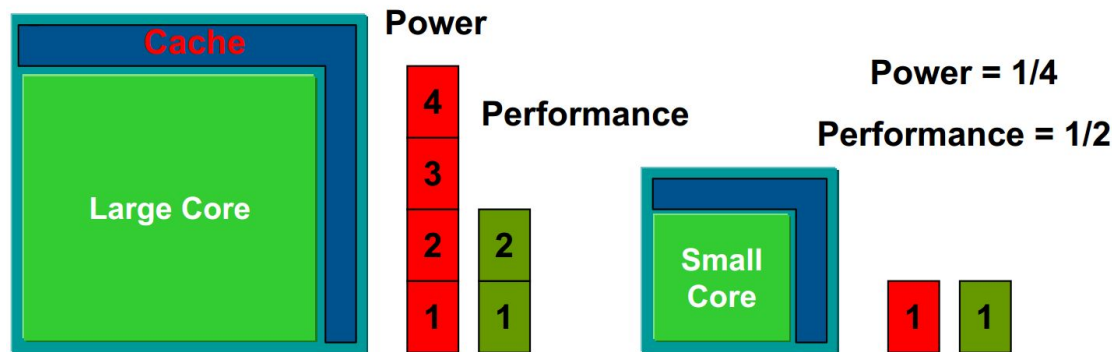 Cache
Large Core
Power
4
3
2
1
Performance
2
1
Power = 1/4
Performance = 1/2
Small
Core
1
1